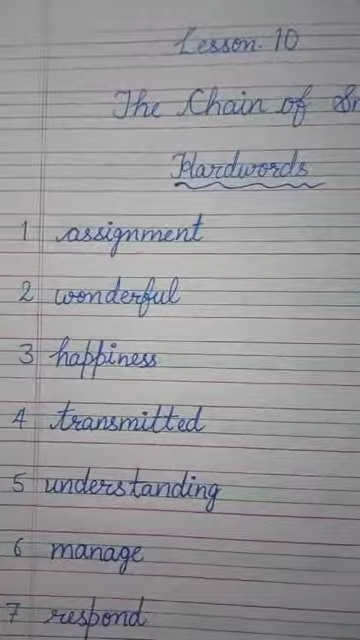 Lesson. 10
The Chain of
Hardwords
1 assignment
2 wonderful
3 happiness
4 transmitted
5 understanding
6 manage
7 respond